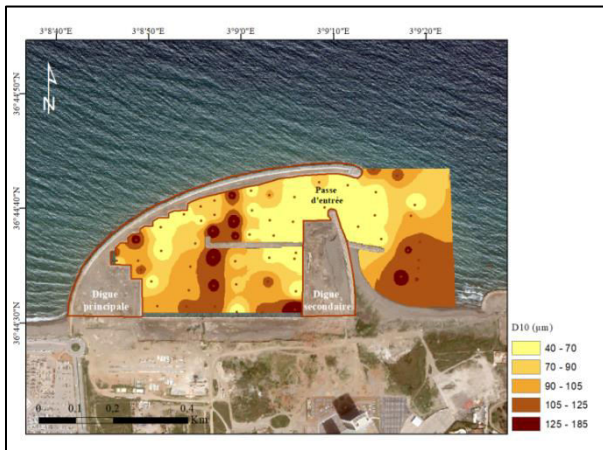 3°8'40"E 3°8'50"E 3°9'0"E 3°9'10"E 3°9'20"E
36°44'50"N
36°44'40"N
36°44'30"N
N
Passe
d'entrée
Digue
principale
Digue
secondaire
D10 (µm)
40 - 70
70 - 90
90 - 105
105 - 125
125 - 185
0 0,1 0,2 0,4
Km